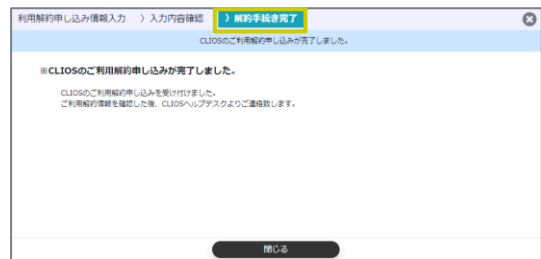 利用解約申し込み情報入力 〉入力内容確認 〉解約手続き完了
CLIOSのご利用解約申し込みが完了しました。
※CLIOSのご利用解約申し込みが完了しました。
CLIOSのご利用解約申し込みを受け付けました。
ご利用解約情報を確認した後、CLIOSヘルプデスクよりご連絡致します。
閉じる